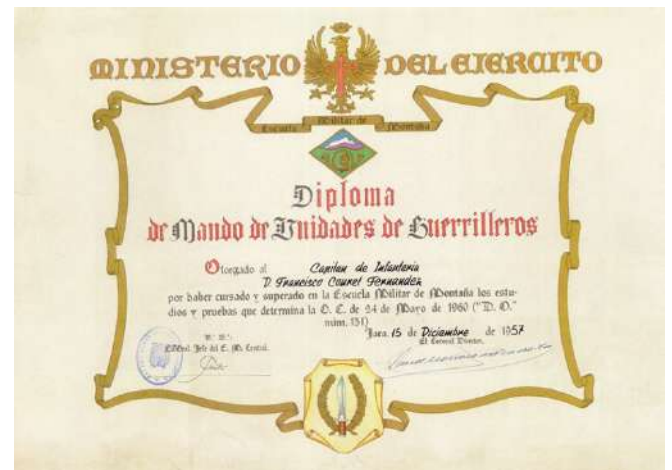 MINISTERIO DEL EJERCITO
Escuela Militar de Montaña
Diploma
de Mando de Unidades de Guerrilleros
Otorgado al Capitan de Infanteria
D. Francisco Couret Fernandez
por haber cursado y superado en la Escuela Militar de Montaña los estu-
dios y pruebas que determina la O. C. de 24 de Mayo de 1960 ("D. O."
núm. 131)
Jaca, 15 de Diciembre de 1957
V.º B.º:
El Gral. Jefe del E. M. Central,
El Coronel Director,